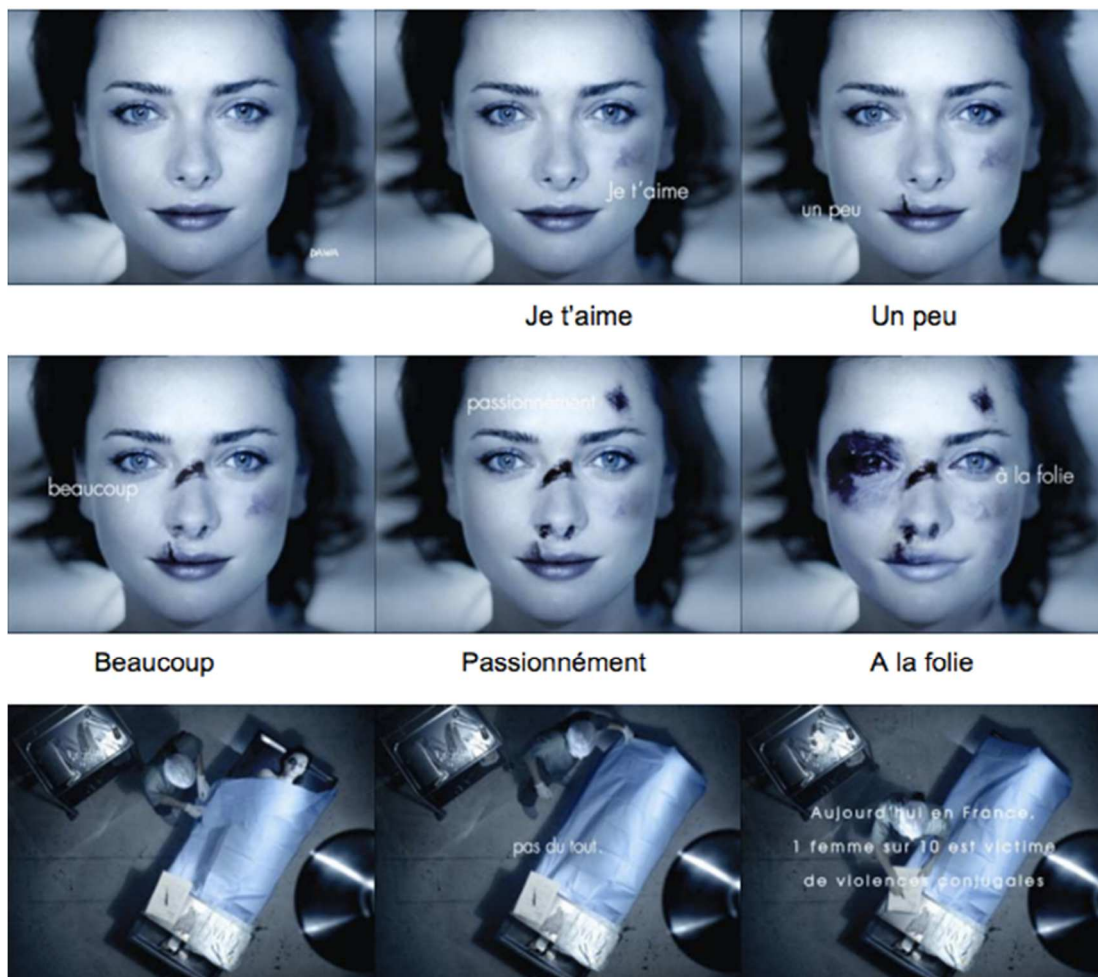 DAWA
Je t'aime
un peu
Je t'aime
Un peu
beaucoup
passionnément
à la folie
Beaucoup
Passionnément
A la folie
pas du tout.
Aujourd'hui en France,
1 femme sur 10 est victime
de violences conjugales